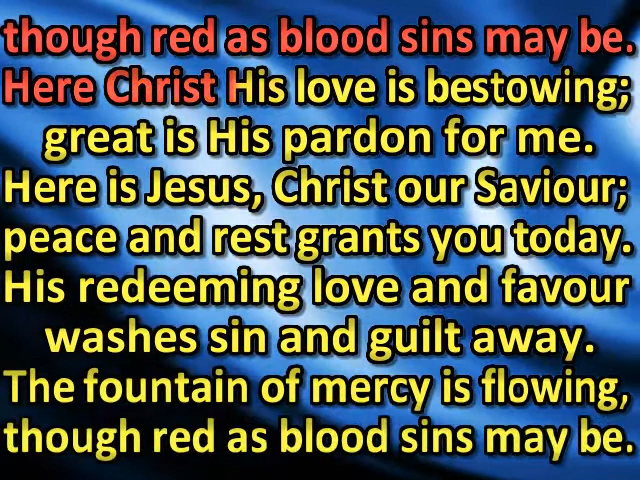 though red as blood sins may be.
Here Christ His love is bestowing;
great is His pardon for me.
Here is Jesus, Christ our Saviour;
peace and rest grants you today.
His redeeming love and favour
washes sin and guilt away.
The fountain of mercy is flowing,
though red as blood sins may be.